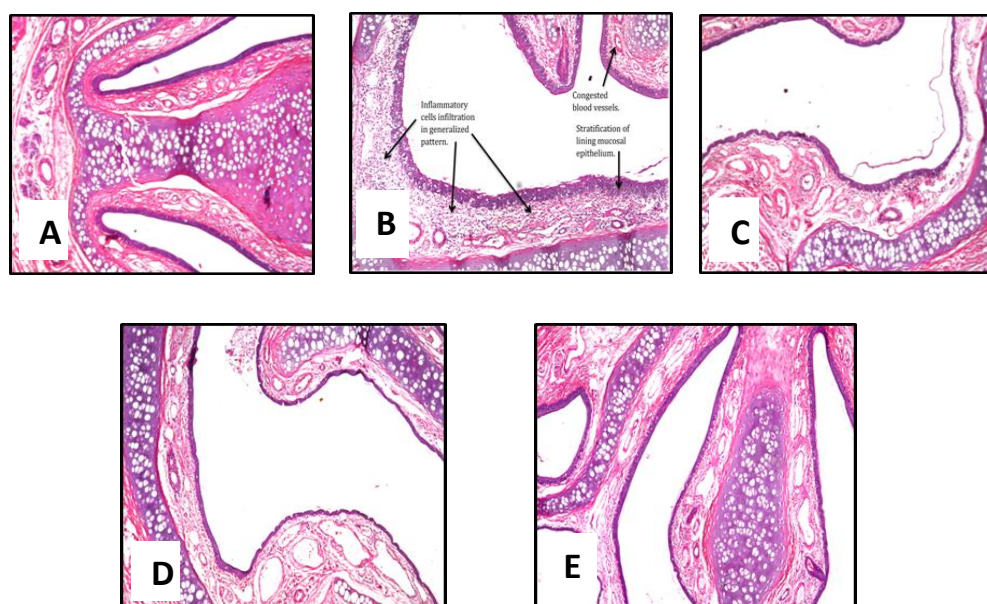 A
Inflammatory
cells infiltration
in generalized
pattern.
Congested
blood vessels.
Stratification of
lining mucosal
epithelium.
B
C
D
E